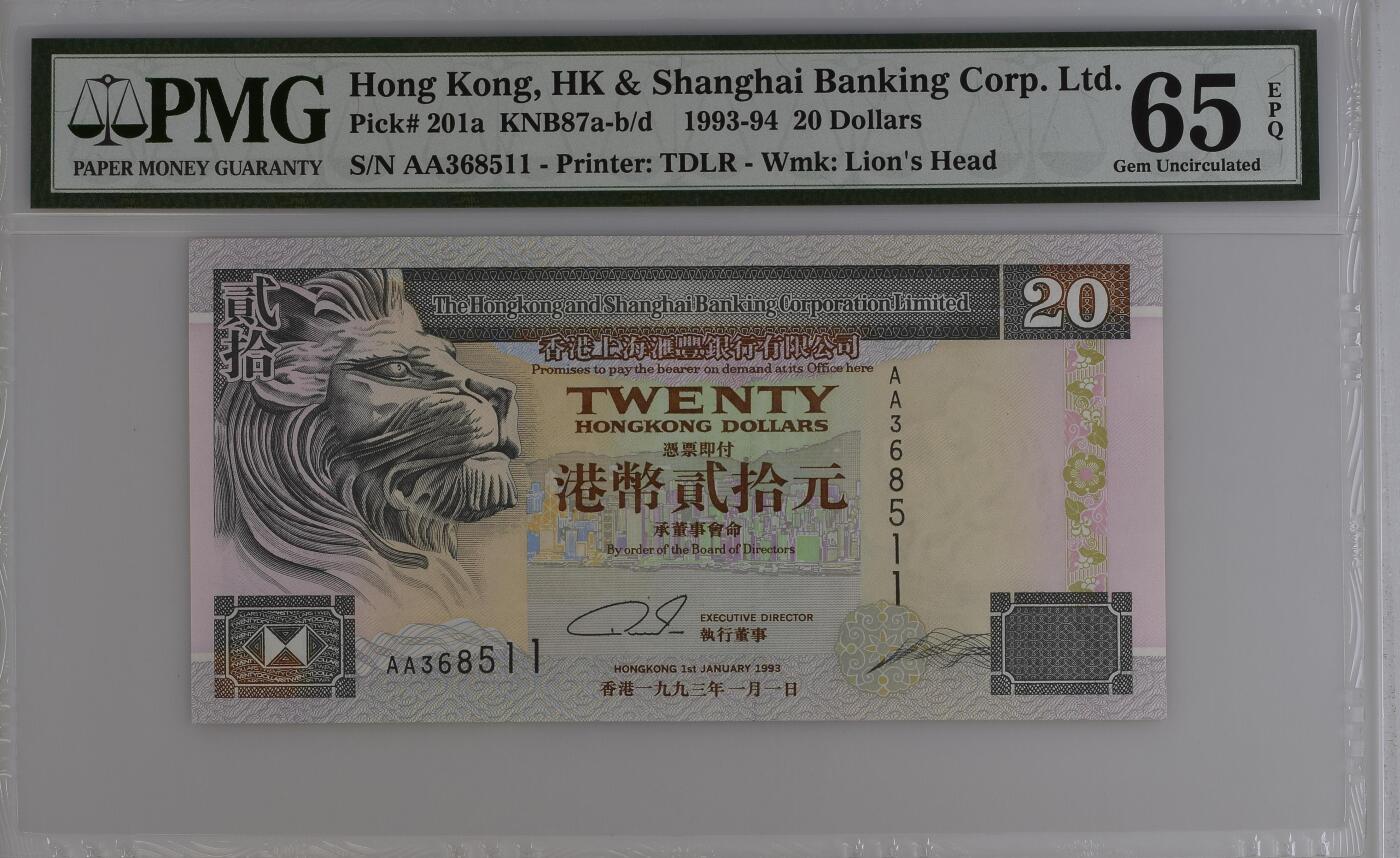 PMG
PAPER MONEY GUARANTY
Hong Kong, HK & Shanghai Banking Corp. Ltd.
Pick# 201a KNB87a-b/d 1993-94 20 Dollars
S/N AA368511 - Printer: TDLR - Wmk: Lion's Head
65
EPQ
Gem Uncirculated
貳拾
The Hongkong and Shanghai Banking Corporation Limited
20
香港上海滙豐銀行有限公司
Promises to pay the bearer on demand at its Office here
TWENTY
HONGKONG DOLLARS
憑票即付
港幣貳拾元
承董事會命
By order of the Board of Directors
AA368511
EXECUTIVE DIRECTOR
執行董事
AA368511
HONGKONG 1st JANUARY 1993
香港一九九三年一月一日